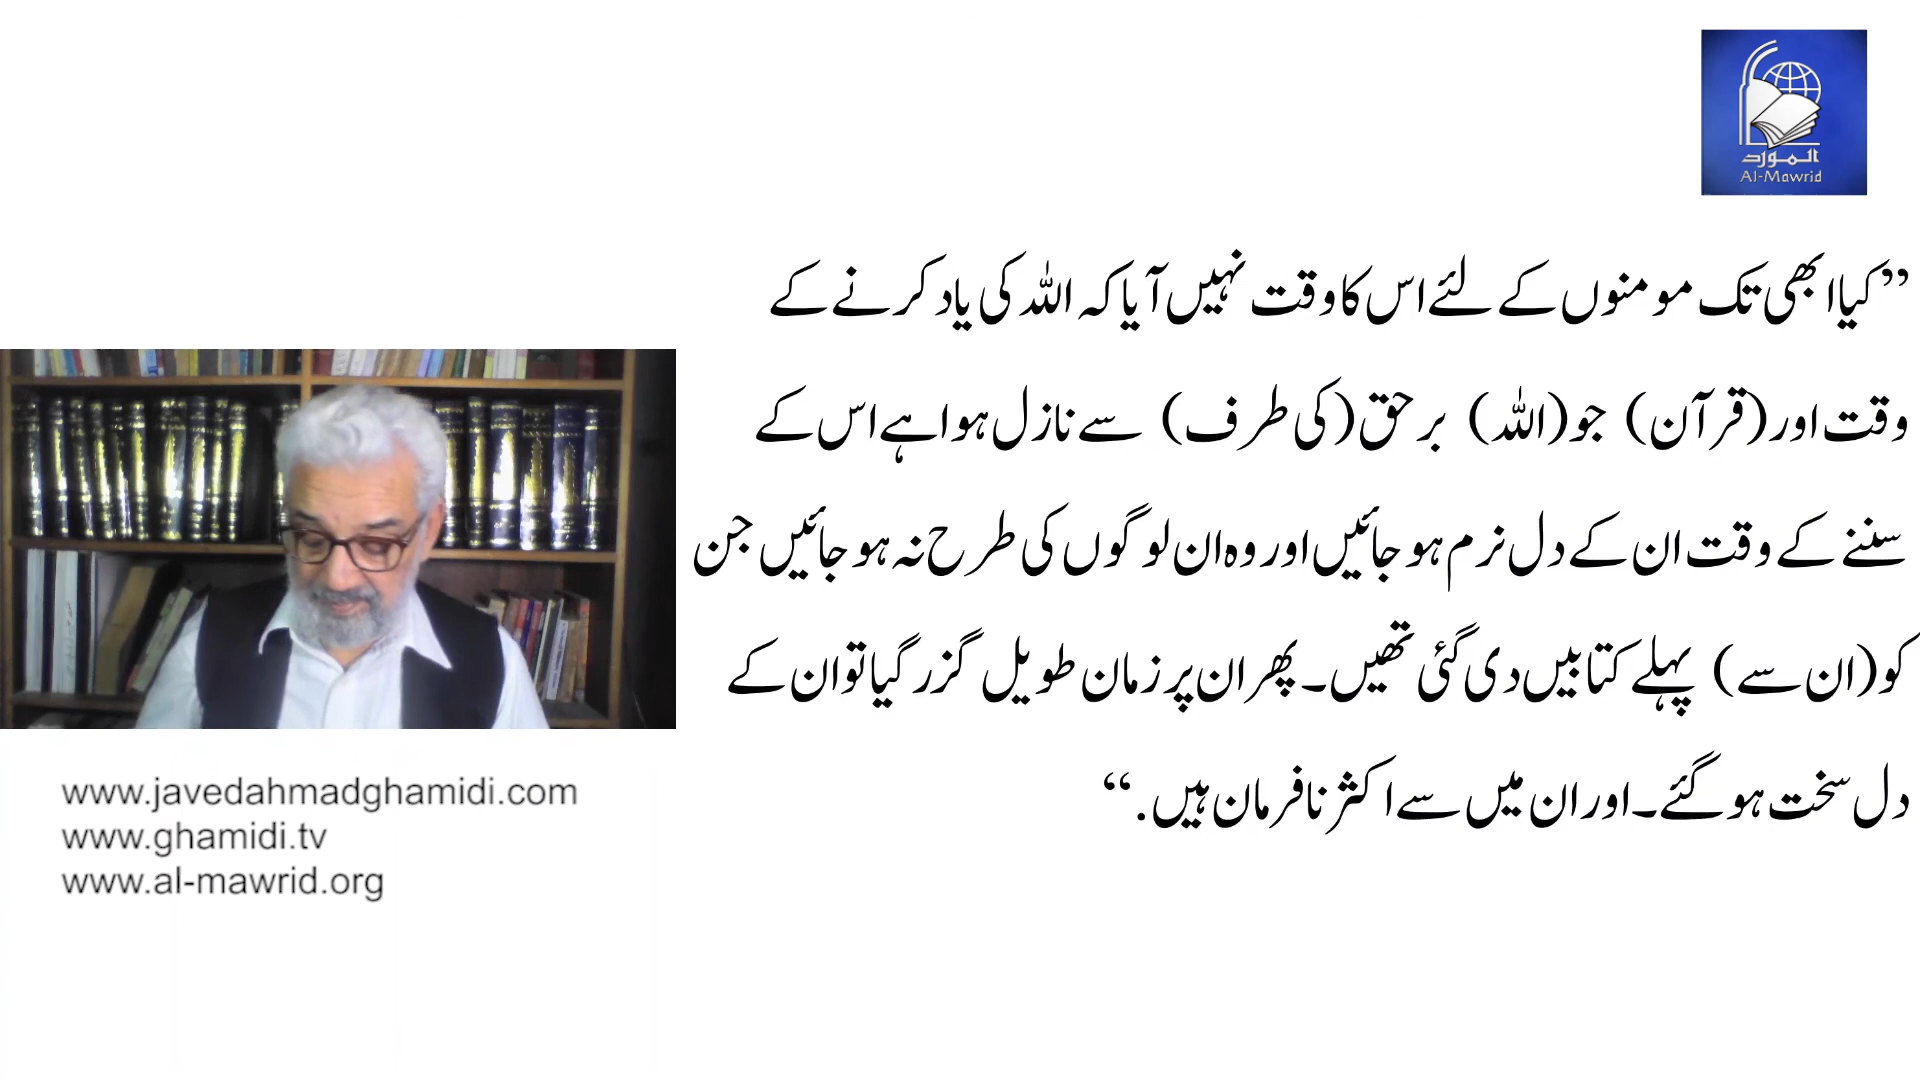 المورد
Al-Mawrid
”کیا ابھی تک مومنوں کے لئے اس کا وقت نہیں آیا کہ اللہ کی یاد کرنے کے
وقت اور (قرآن) جو (اللہ) برحق (کی طرف) سے نازل ہوا ہے اس کے
سننے کے وقت ان کے دل نرم ہو جائیں اور وہ ان لوگوں کی طرح نہ ہو جائیں جن
کو (ان سے) پہلے کتابیں دی گئی تھیں۔ پھر ان پر زمان طویل گزر گیا تو ان کے
دل سخت ہو گئے۔ اور ان میں سے اکثر نافرمان ہیں.“
www.javedahmadghamidi.com
www.ghamidi.tv
www.al-mawrid.org